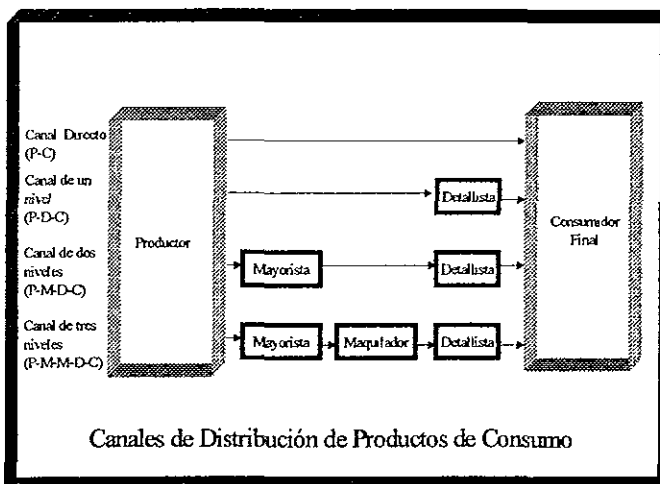 Canal Directo
(P-C)
Canal de un
nivel
(P-D-C)
Canal de dos
niveles
(P-M-D-C)
Canal de tres
niveles
(P-M-M-D-C)
Productor
Detallista
Mayorista
Detallista
Mayorista
Maquilador
Detallista
Consumidor
Final
Canales de Distribución de Productos de Consumo